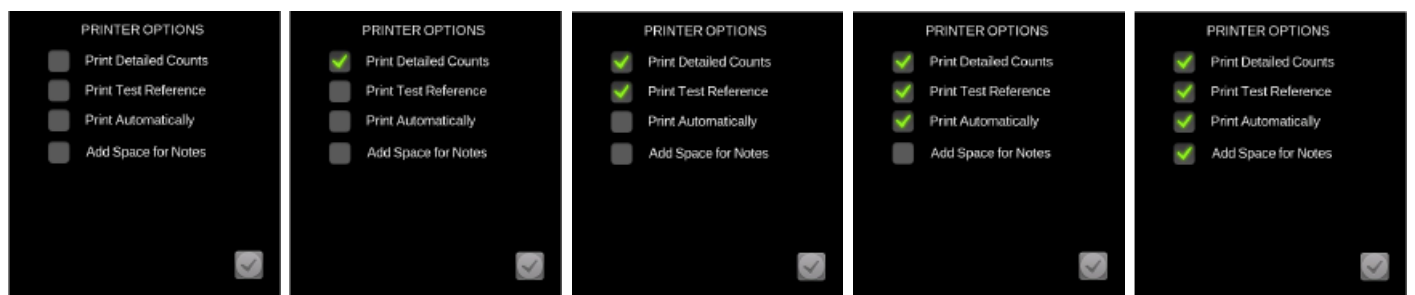 PRINTER OPTIONS
Print Detailed Counts
Print Test Reference
Print Automatically
Add Space for Notes
PRINTER OPTIONS
Print Detailed Counts
Print Test Reference
Print Automatically
Add Space for Notes
PRINTER OPTIONS
Print Detailed Counts
Print Test Reference
Print Automatically
Add Space for Notes
PRINTER OPTIONS
Print Detailed Counts
Print Test Reference
Print Automatically
Add Space for Notes
PRINTER OPTIONS
Print Detailed Counts
Print Test Reference
Print Automatically
Add Space for Notes